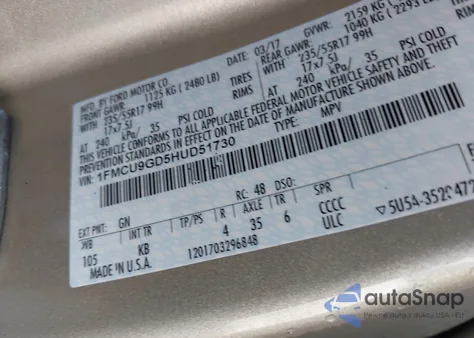 MFD. BY FORD MOTOR CO.
03/17 GVWR: 2159 KG
FRONT GAWR: 1125 KG (2480 LB) REAR GAWR: 1040 KG (2293 LB
WITH 235/55R17 99H TIRES WITH 235/55R17 99H
17x7.5J RIMS 17x7.5J
AT 240 kPa/ 35 PSI COLD AT 240 kPa/ 35 PSI COLD
THIS VEHICLE CONFORMS TO ALL APPLICABLE FEDERAL MOTOR VEHICLE SAFETY AND THEFT
PREVENTION STANDARDS IN EFFECT ON THE DATE OF MANUFACTURE SHOWN ABOVE.
VIN: 1FMCU9GD5HUD51730 TYPE: MPV
EXT PNT: GN RC: 48 DSO:
WB INT TR TP/PS R AXLE TR SPR
105 KB 4 35 6 CCCC
MADE IN U.S.A. 1201703296848 ULC
autoSnap